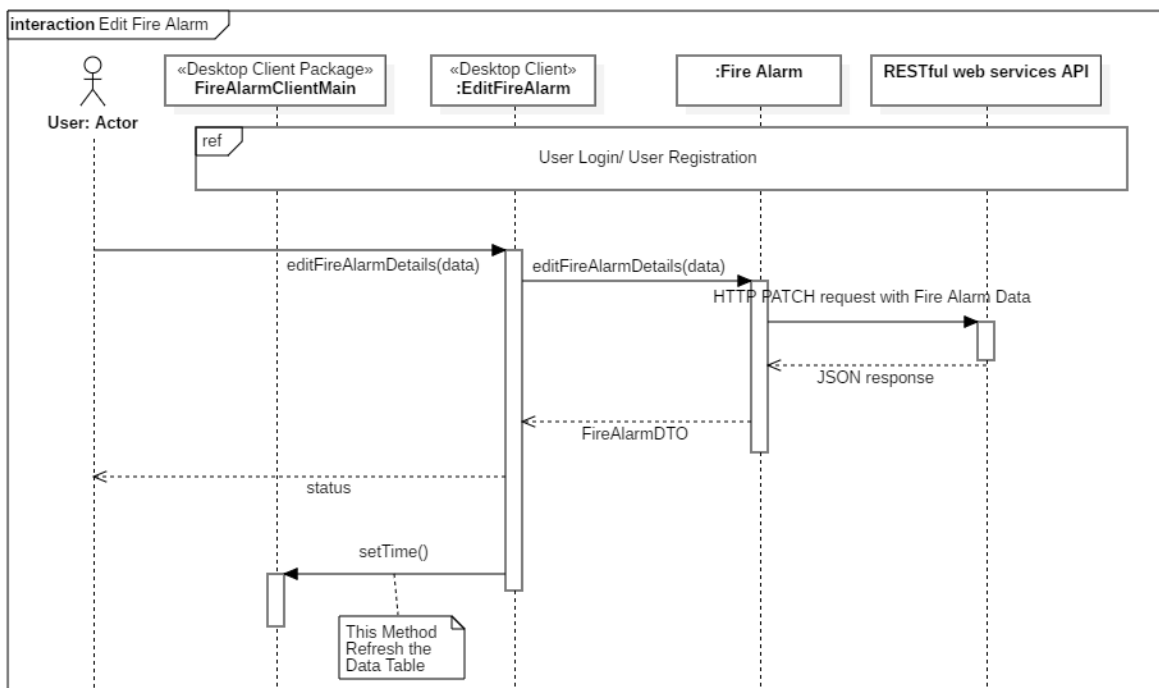 interaction Edit Fire Alarm
«Desktop Client Package»
FireAlarmClientMain
«Desktop Client»
:EditFireAlarm
:Fire Alarm
RESTful web services API
User: Actor
ref
User Login/ User Registration
editFireAlarmDetails(data)
editFireAlarmDetails(data)
HTTP PATCH request with Fire Alarm Data
JSON response
FireAlarmDTO
status
setTime()
This Method
Refresh the
Data Table